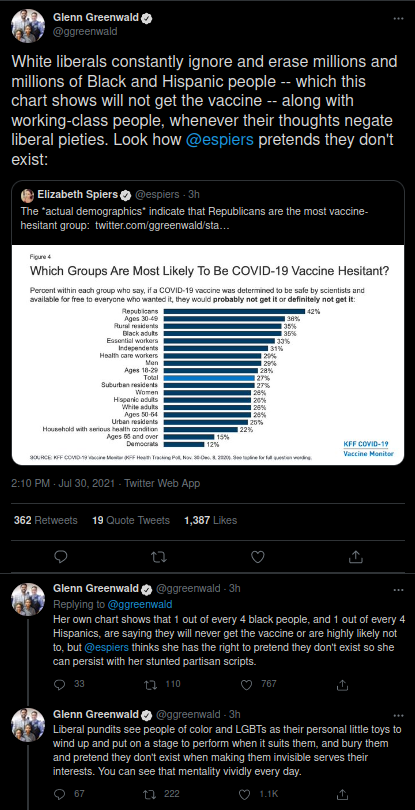 Glenn Greenwald
@ggreenwald
White liberals constantly ignore and erase millions and
millions of Black and Hispanic people -- which this
chart shows will not get the vaccine -- along with
working-class people, whenever their thoughts negate
liberal pieties. Look how @espiers pretends they don't
exist:
Elizabeth Spiers @espiers · 3h
The *actual demographics* indicate that Republicans are the most vaccine-
hesitant group: twitter.com/ggreenwald/sta…
Figure 4
Which Groups Are Most Likely To Be COVID-19 Vaccine Hesitant?
Percent within each group who say, if a COVID-19 vaccine was determined to be safe by scientists and
available for free to everyone who wanted it, they would probably not get it or definitely not get it:
Republicans 42%
Ages 30-49 36%
Rural residents 35%
Black adults 35%
Essential workers 33%
Independents 31%
Health care workers 29%
Men 29%
Ages 18-29 28%
Total 27%
Suburban residents 27%
Women 26%
Hispanic adults 26%
White adults 26%
Ages 50-64 26%
Urban residents 25%
Household with serious health condition 22%
Ages 65 and over 15%
Democrats 12%
SOURCE: KFF COVID-19 Vaccine Monitor (KFF Health Tracking Poll, Nov. 30-Dec. 8, 2020). See topline for full question wording.
KFF COVID-19
Vaccine Monitor
2:10 PM · Jul 30, 2021 · Twitter Web App
362 Retweets 19 Quote Tweets 1,387 Likes
Glenn Greenwald @ggreenwald · 3h
Replying to @ggreenwald
Her own chart shows that 1 out of every 4 black people, and 1 out of every 4
Hispanics, are saying they will never get the vaccine or are highly likely not
to, but @espiers thinks she has the right to pretend they don't exist so she
can persist with her stunted partisan scripts.
33 110 767
Glenn Greenwald @ggreenwald · 3h
Liberal pundits see people of color and LGBTs as their personal little toys to
wind up and put on a stage to perform when it suits them, and bury them
and pretend they don't exist when making them invisible serves their
interests. You can see that mentality vividly every day.
67 222 1.1K